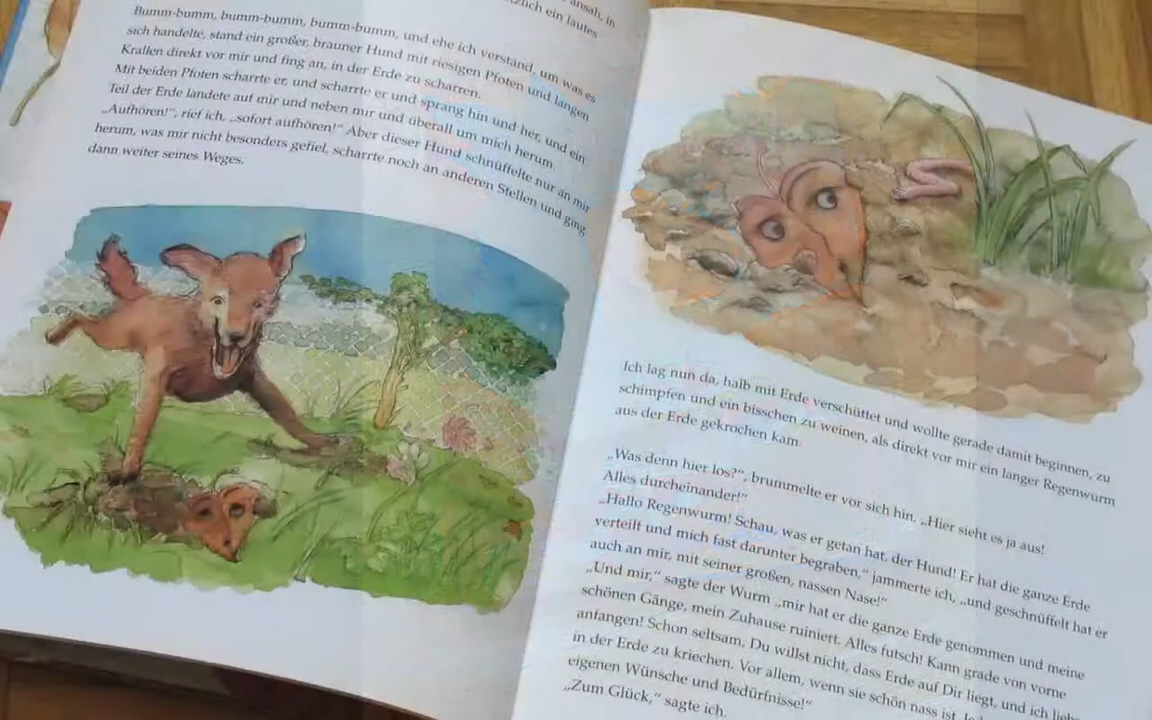 ansah, in
ein lautes
Bumm-bumm, bumm-bumm, bumm-bumm, und ehe ich verstand, um was es
sich handelte, stand ein großer, brauner Hund mit riesigen Pfoten und langen
Krallen direkt vor mir und fing an, in der Erde zu scharren.
Mit beiden Pfoten scharrte er, und scharrte er und sprang hin und her, und ein
Teil der Erde landete auf mir und neben mir und überall um mich herum.
„Aufhören!“, rief ich, „sofort aufhören!“ Aber dieser Hund schnüffelte nur an mir
herum, was mir nicht besonders gefiel, scharrte noch an anderen Stellen und ging
dann weiter seines Weges.
Ich lag nun da, halb mit Erde verschüttet und wollte gerade damit beginnen, zu
schimpfen und ein bisschen zu weinen, als direkt vor mir ein langer Regenwurm
aus der Erde gekrochen kam.
„Was denn hier los?“, brummelte er vor sich hin. „Hier sieht es ja aus!
Alles durcheinander!“
„Hallo Regenwurm! Schau, was er getan hat, der Hund! Er hat die ganze Erde
verteilt und mich fast darunter begraben,“ jammerte ich, „und geschnüffelt hat er
auch an mir, mit seiner großen, nassen Nase!“
„Und mir,“ sagte der Wurm „mir hat er die ganze Erde genommen und meine
schönen Gänge, mein Zuhause ruiniert. Alles futsch! Kann grade von vorne
anfangen! Schon seltsam, Du willst nicht, dass Erde auf Dir liegt, und ich
in der Erde zu kriechen. Vor allem, wenn sie schön nass ist.
eigenen Wünsche und Bedürfnisse!“
„Zum Glück,“ sagte ich.